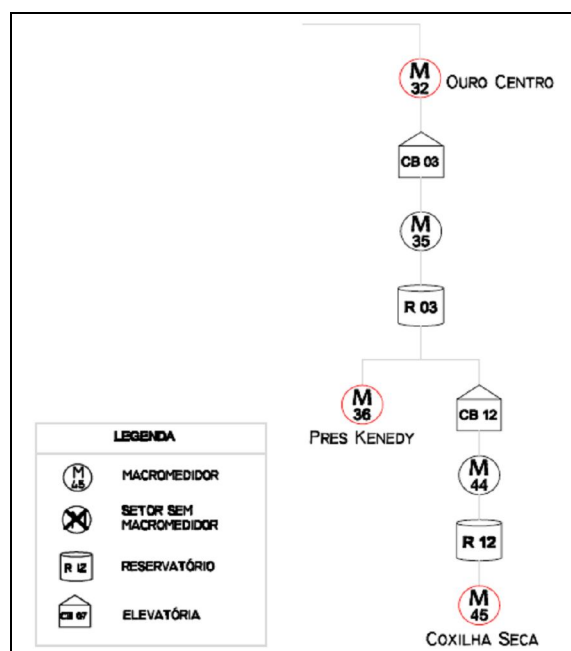 M
32
OURO CENTRO
CB 03
M
35
R 03
M
36
PRES KENEDY
CB 12
M
44
R 12
M
45
COXILHA SECA
LEGENDA
M
45
MACROMEDIDOR
SETOR SEM
MACROMEDIDOR
R 12
RESERVATÓRIO
CB 07
ELEVATÓRIA